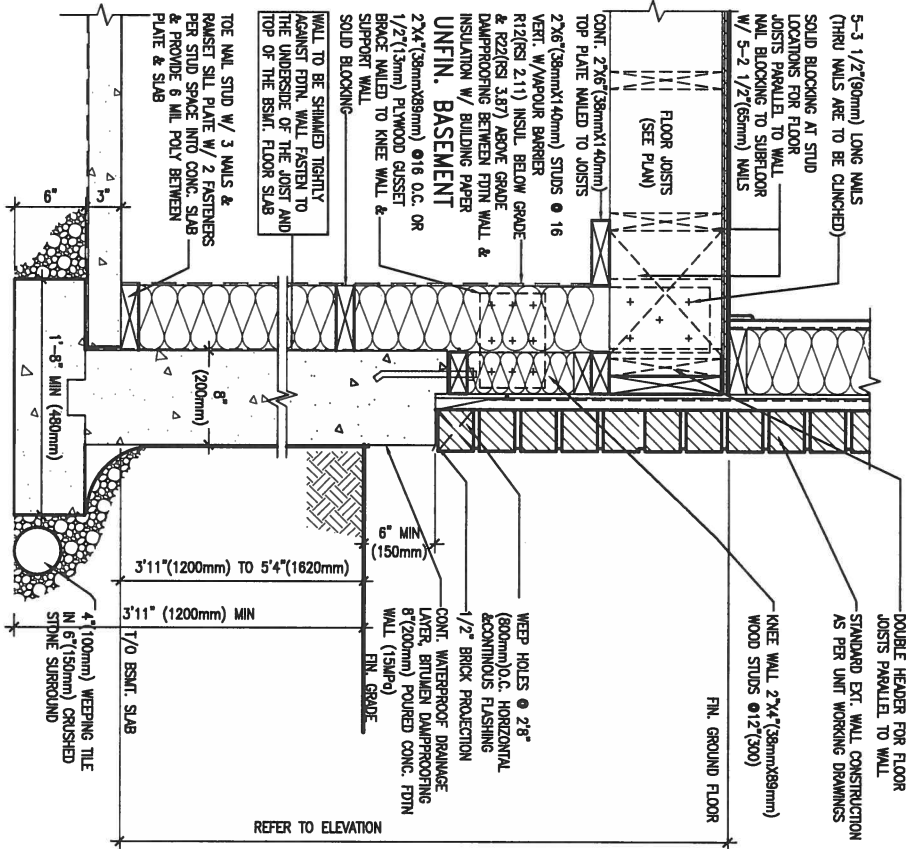 5-3 1/2"(90mm) LONG NAILS
(THRU NAILS ARE TO BE CLINCHED)
SOLID BLOCKING AT STUD
LOCATIONS FOR FLOOR
JOISTS PARALLEL TO WALL
NAIL BLOCKING TO SUBFLOOR
W/ 5-2 1/2"(65mm) NAILS
FLOOR JOISTS
(SEE PLAN)
CONT. 2"X6"(38mmX140mm)
TOP PLATE NAILED TO JOISTS
2"X6"(38mmX140mm) STUDS @ 16
VERT. W/VAPOUR BARRIER
R12(RSI 2.11) INSUL. BELOW GRADE
& R22(RSI 3.87) ABOVE GRADE
DAMPPROOFING BETWEEN FDTN WALL &
INSULATION W/ BUILDING PAPER
UNFIN. BASEMENT
2"X4"(38mmX89mm) @16 O.C. OR
1/2"(13mm) PLYWOOD GUSSET
BRACE NAILED TO KNEE WALL &
SUPPORT WALL
SOLID BLOCKING
WALL TO BE SHIMMED TIGHTLY
AGAINST FDTN. WALL FASTEN TO
THE UNDERSIDE OF THE JOIST AND
TOP OF THE BSMT. FLOOR SLAB
TOE NAIL STUD W/ 3 NAILS &
RAMSET SILL PLATE W/ 2 FASTENERS
PER STUD SPACE INTO CONC. SLAB
& PROVIDE 6 MIL POLY BETWEEN
PLATE & SLAB
6"
3"
1'-8" MIN (480mm)
8"
(200mm)
DOUBLE HEADER FOR FLOOR
JOISTS PARALLEL TO WALL
STANDARD EXT. WALL CONSTRUCTION
AS PER UNIT WORKING DRAWINGS
KNEE WALL 2"X4"(38mmX89mm)
WOOD STUDS @12"(300)
FIN. GROUND FLOOR
WEEP HOLES @ 2'8"
(800mm)O.C. HORIZONTAL
&CONTINOUS FLASHING
1/2" BRICK PROJECTION
CONT. WATERPROOF DRAINAGE
LAYER, BITUMEN DAMPPROOFING
8"(200mm) POURED CONC. FDTN
WALL (15MPa)
6" MIN
(150mm)
FIN. GRADE
3'11"(1200mm) TO 5'4"(1620mm)
3'11" (1200mm) MIN
T/O BSMT. SLAB
4"(100mm) WEEPING TILE
IN 6"(150mm) CRUSHED
STONE SURROUND
REFER TO ELEVATION